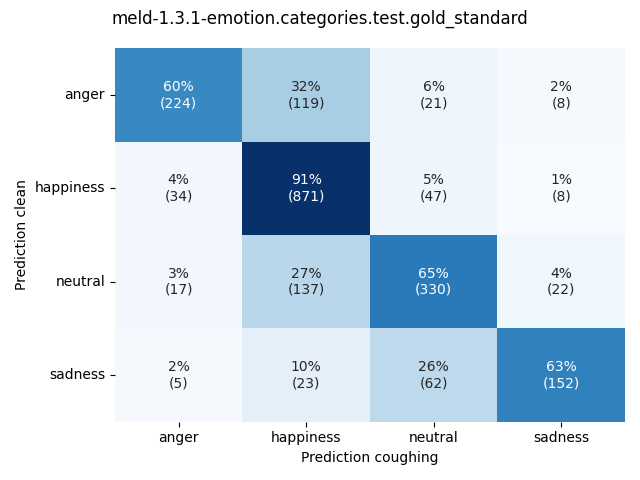 meld-1.3.1-emotion.categories.test.gold_standard
Prediction clean
anger
60%
(224)
32%
(119)
6%
(21)
2%
(8)
happiness
4%
(34)
91%
(871)
5%
(47)
1%
(8)
neutral
3%
(17)
27%
(137)
65%
(330)
4%
(22)
sadness
2%
(5)
10%
(23)
26%
(62)
63%
(152)
anger
happiness
neutral
sadness
Prediction coughing